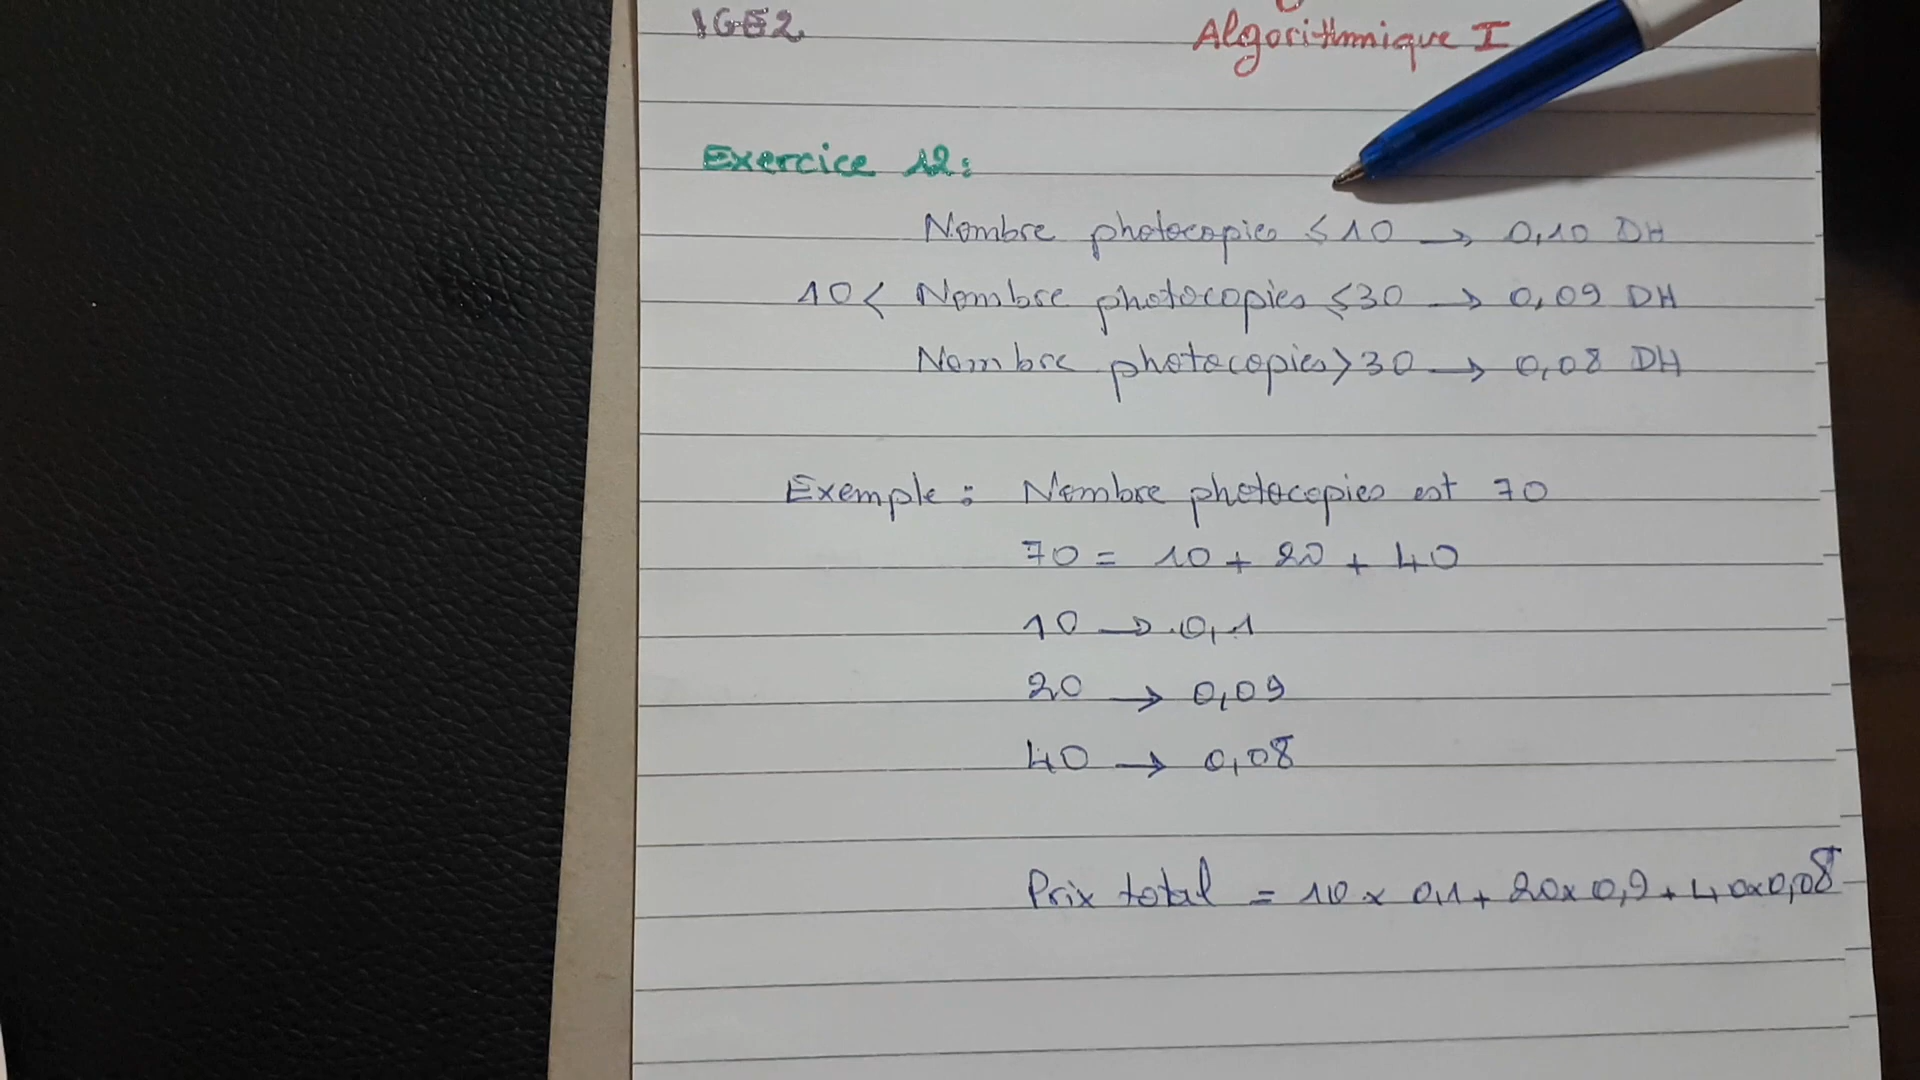 IGE2
Algorithmique I
Exercice 12:
Nombre photocopies ≤ 10 → 0,10 DH
10 < Nombre photocopies ≤ 30 → 0,09 DH
Nombre photocopies > 30 → 0,08 DH
Exemple : Nombre photocopies est 70
70 = 10 + 20 + 40
10 → 0,1
20 → 0,09
40 → 0,08
Prix total = 10 x 0,1 + 20 x 0,9 + 40 x 0,08